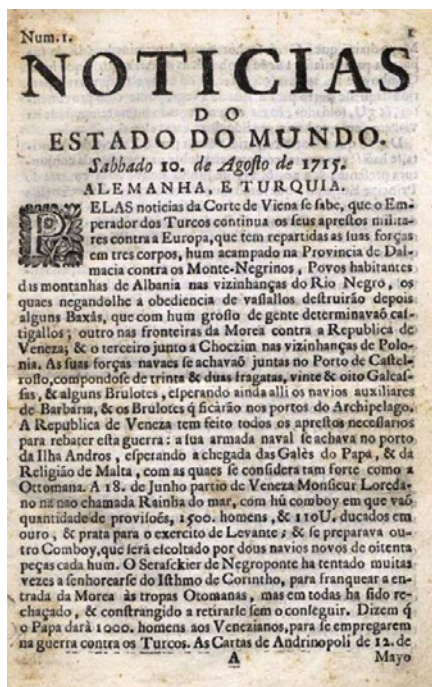 Num. 1.
1
NOTICIAS
DO
ESTADO DO MUNDO.
Sabbado 10. de Agoſto de 1715.
ALEMANHA, E TURQUIA.
PELAS noticias da Corte de Viena ſe ſabe, que o Em-
perador dos Turcos continua os ſeus apreſtos milita-
res contra a Europa, que tem repartidas as ſuas forças
em tres corpos, hum acampado na Provincia de Dal-
macia contra os Monte-Negrinos, Povos habitantes
das montanhas de Albania nas vizinhanças do Rio Negro, os
quaes negandolhe a obediencia de vaſſallos deſtruiraõ depois
alguns Baxàs, que com hum groſſo de gente determinavaõ caſ-
tigallos; outro nas fronteiras da Morea contra a Republica de
Veneza; & o terceiro junto a Choczim nas vizinhanças de Polo-
nia. As ſuas forças navaes ſe achavaõ juntas no Porto de Caſtel-
roſſo, compondoſe de trinta & duas fragatas, vinte & oito Galeaſ-
ſas, & alguns Brulotes, eſperando ainda alli os navios auxiliares
de Barbaria, & os Brulotes q̃ ficàraõ nos portos do Archipelago.
A Republica de Veneza tem feito todos os apreſtos neceſſarios
para rebater eſta guerra: a ſua armada naval ſe achava no porto
da Ilha Andros, eſperando a chegada das Galès do Papa, & da
Religiaõ de Malta, com as quaes ſe conſidera tam forte como a
Ottomana. A 18. de Junho partio de Veneza Monſieur Loreda-
no na nao chamada Rainha do mar, com hũ comboy em que vaõ
quantidade de proviſoẽs, 1500. homens, & 110U. ducados em
ouro, & prata para o exercito de Levante; & ſe preparava ou-
tro Comboy, que ſerà eſcoltado por dous navios novos de oitenta
peças cada hum. O Seraſckier de Negroponte ha tentado muitas
vezes a ſenhorearſe do Iſthmo de Corintho, para franquear a en-
trada da Morea às tropas Otomanas, mas em todas ha ſido re-
chaçado, & conſtrangido a retirarſe ſem o conſeguir. Dizem q̃
o Papa darà 1000. homens aos Venezianos, para ſe empregarem
na guerra contra os Turcos. As Cartas de Andrinopoli de 12. de
A
Mayo